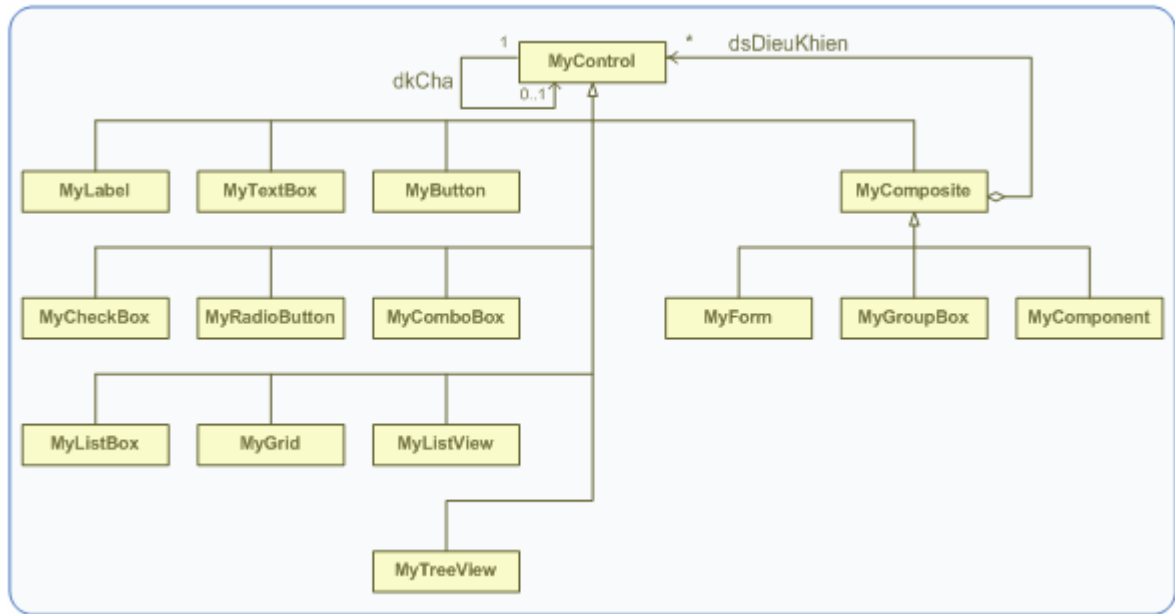 1
MyControl
*
dsDieuKhien
dkCha
0..1
MyLabel
MyTextBox
MyButton
MyComposite
MyCheckBox
MyRadioButton
MyComboBox
MyForm
MyGroupBox
MyComponent
MyListBox
MyGrid
MyListView
MyTreeView